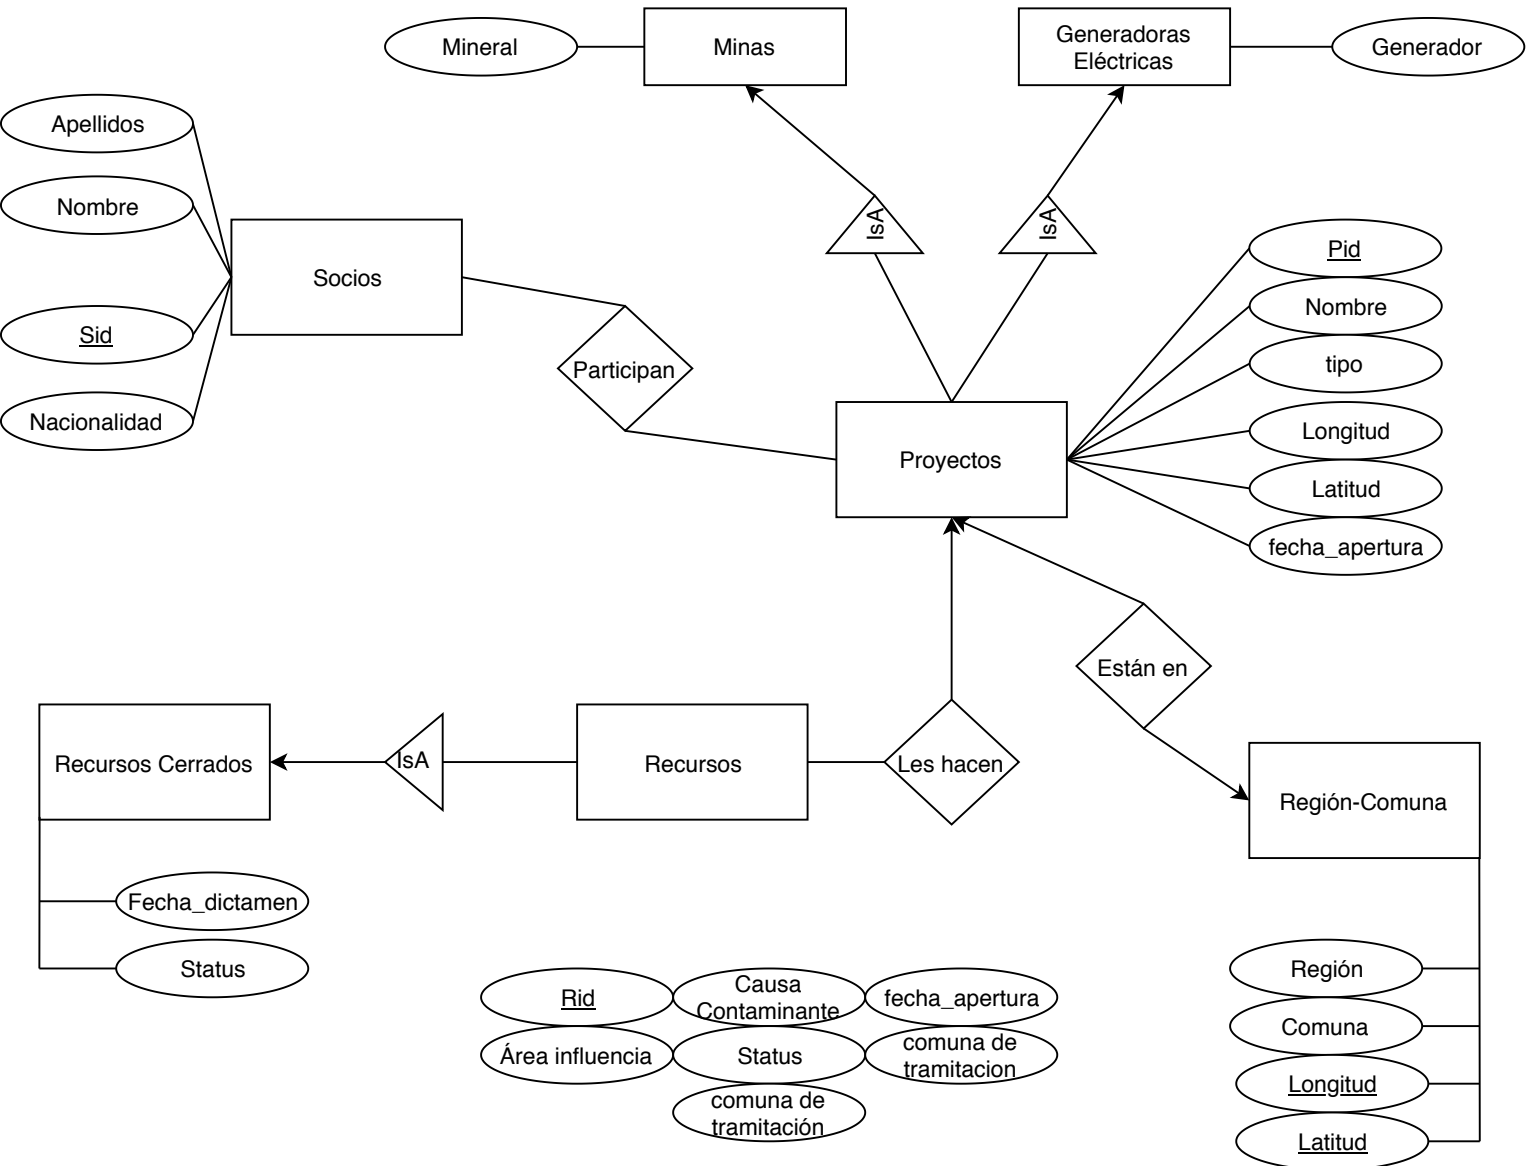 Mineral
Minas
Generadoras
Eléctricas
Generador
Apellidos
Nombre
Socios
Sid
Nacionalidad
IsA
IsA
Participan
Proyectos
Pid
Nombre
tipo
Longitud
Latitud
fecha_apertura
Están en
Recursos Cerrados
IsA
Recursos
Les hacen
Región-Comuna
Fecha_dictamen
Status
Rid
Causa
Contaminante
fecha_apertura
Área influencia
Status
comuna de
tramitacion
comuna de
tramitación
Región
Comuna
Longitud
Latitud